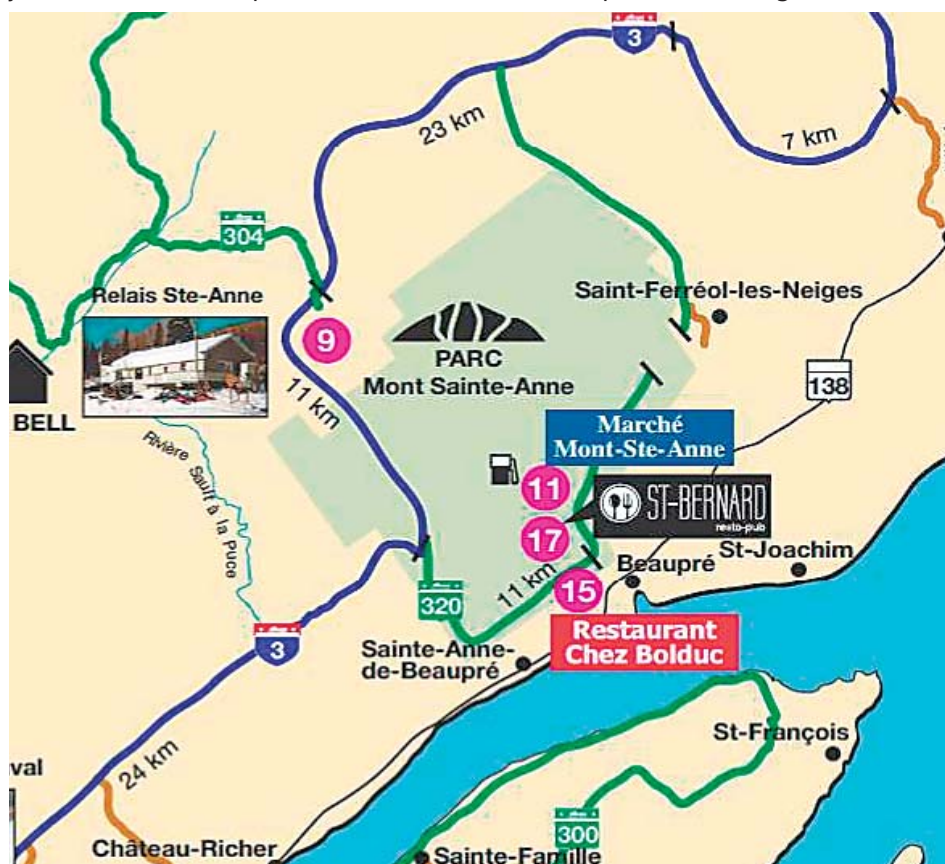 3
23 km
7 km
304
Relais Ste-Anne
9
Saint-Ferréol-les-Neiges
PARC
Mont Sainte-Anne
138
BELL
11 km
Marché
Mont-Ste-Anne
Rivière Sault à la Puce
11
ST-BERNARD
resto-pub
17
Beaupré
St-Joachim
11 km
15
320
3
Restaurant
Chez Bolduc
Sainte-Anne-
de-Beaupré
St-François
24 km
val
300
Château-Richer
Sainte-Famille